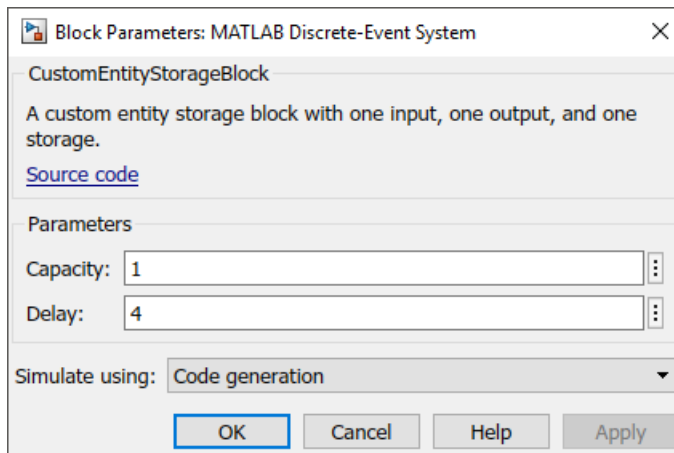 Block Parameters: MATLAB Discrete-Event System
CustomEntityStorageBlock
A custom entity storage block with one input, one output, and one
storage.
Source code
Parameters
Capacity: 1
Delay: 4
Simulate using: Code generation
OK Cancel Help Apply